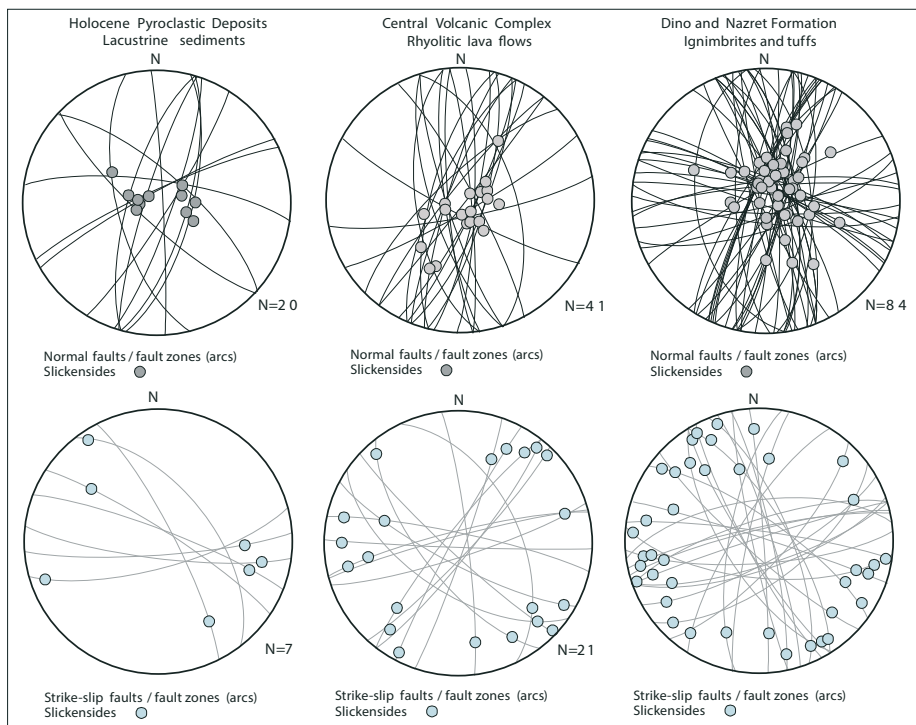 Holocene Pyroclastic Deposits
Lacustrine sediments
Central Volcanic Complex
Rhyolitic lava flows
Dino and Nazret Formation
Ignimbrites and tuffs
N
N
N
N=2 0
N=4 1
N=8 4
Normal faults / fault zones (arcs)
Slickensides
Normal faults / fault zones (arcs)
Slickensides
Normal faults / fault zones (arcs)
Slickensides
N
N
N
N=7
N=21
Strike-slip faults / fault zones (arcs)
Slickensides
Strike-slip faults / fault zones (arcs)
Slickensides
Strike-slip faults / fault zones (arcs)
Slickensides